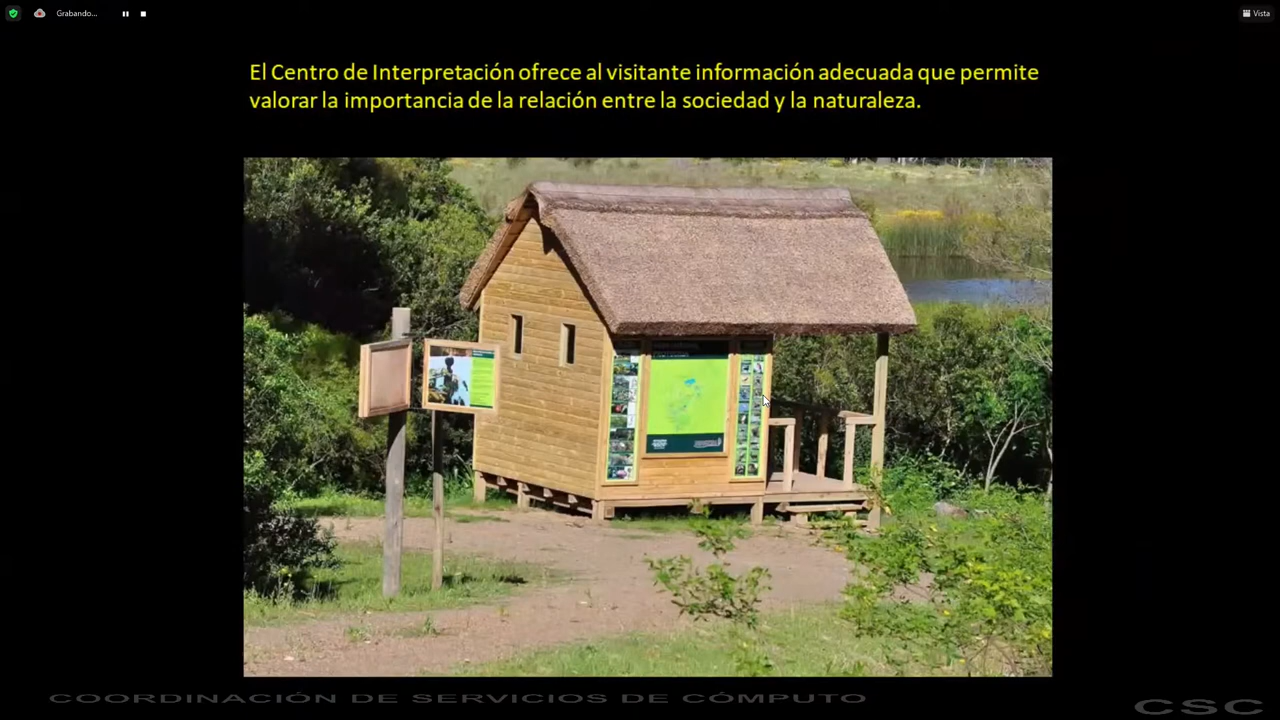 Grabando...
Vista
El Centro de Interpretación ofrece al visitante información adecuada que permite
valorar la importancia de la relación entre la sociedad y la naturaleza.
COORDINACIÓN DE SERVICIOS DE CÓMPUTO
CSC